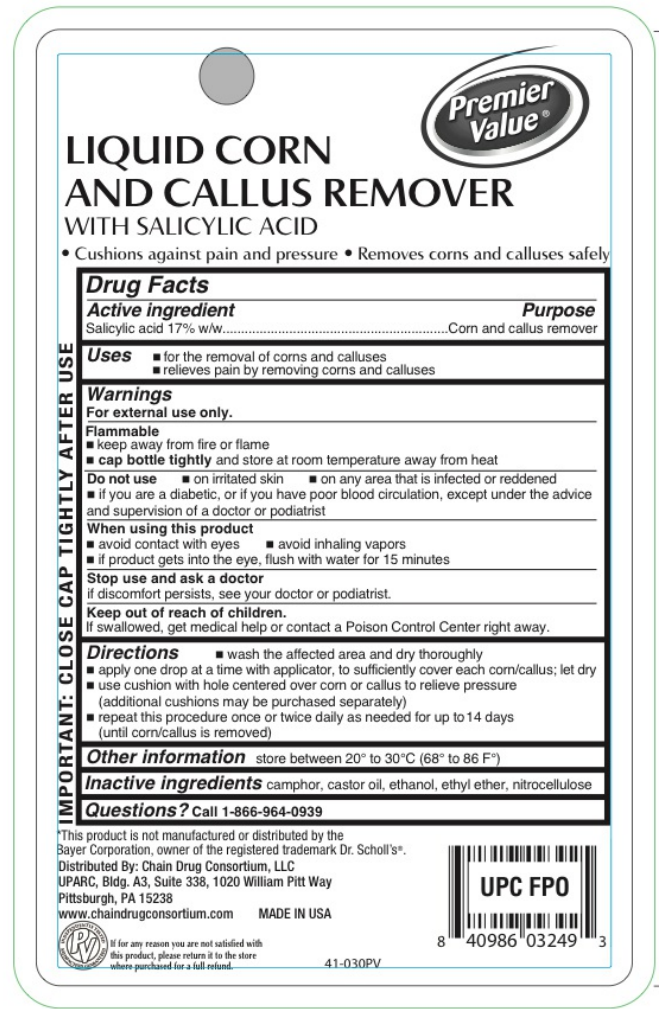 Premier
Value®
LIQUID CORN
AND CALLUS REMOVER
WITH SALICYLIC ACID
• Cushions against pain and pressure • Removes corns and calluses safely
IMPORTANT: CLOSE CAP TIGHTLY AFTER USE
Drug Facts
Active ingredient Purpose
Salicylic acid 17% w/w.............................................................Corn and callus remover
Uses ■ for the removal of corns and calluses
■ relieves pain by removing corns and calluses
Warnings
For external use only.
Flammable
■ keep away from fire or flame
■ cap bottle tightly and store at room temperature away from heat
Do not use ■ on irritated skin ■ on any area that is infected or reddened
■ if you are a diabetic, or if you have poor blood circulation, except under the advice
and supervision of a doctor or podiatrist
When using this product
■ avoid contact with eyes ■ avoid inhaling vapors
■ if product gets into the eye, flush with water for 15 minutes
Stop use and ask a doctor
if discomfort persists, see your doctor or podiatrist.
Keep out of reach of children.
If swallowed, get medical help or contact a Poison Control Center right away.
Directions ■ wash the affected area and dry thoroughly
■ apply one drop at a time with applicator, to sufficiently cover each corn/callus; let dry
■ use cushion with hole centered over corn or callus to relieve pressure
(additional cushions may be purchased separately)
■ repeat this procedure once or twice daily as needed for up to 14 days
(until corn/callus is removed)
Other information store between 20° to 30°C (68° to 86 F°)
Inactive ingredients camphor, castor oil, ethanol, ethyl ether, nitrocellulose
Questions? Call 1-866-964-0939
*This product is not manufactured or distributed by the
Bayer Corporation, owner of the registered trademark Dr. Scholl's®.
Distributed By: Chain Drug Consortium, LLC
UPARC, Bldg. A3, Suite 338, 1020 William Pitt Way
Pittsburgh, PA 15238
www.chaindrugconsortium.com MADE IN USA
PV
If for any reason you are not satisfied with
this product, please return it to the store
where purchased for a full refund.
41-030PV
UPC FPO
8 40986 03249 3